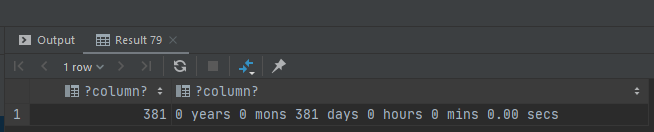 Output Result 79
1 row
?column? ?column?
1 381 0 years 0 mons 381 days 0 hours 0 mins 0.00 secs